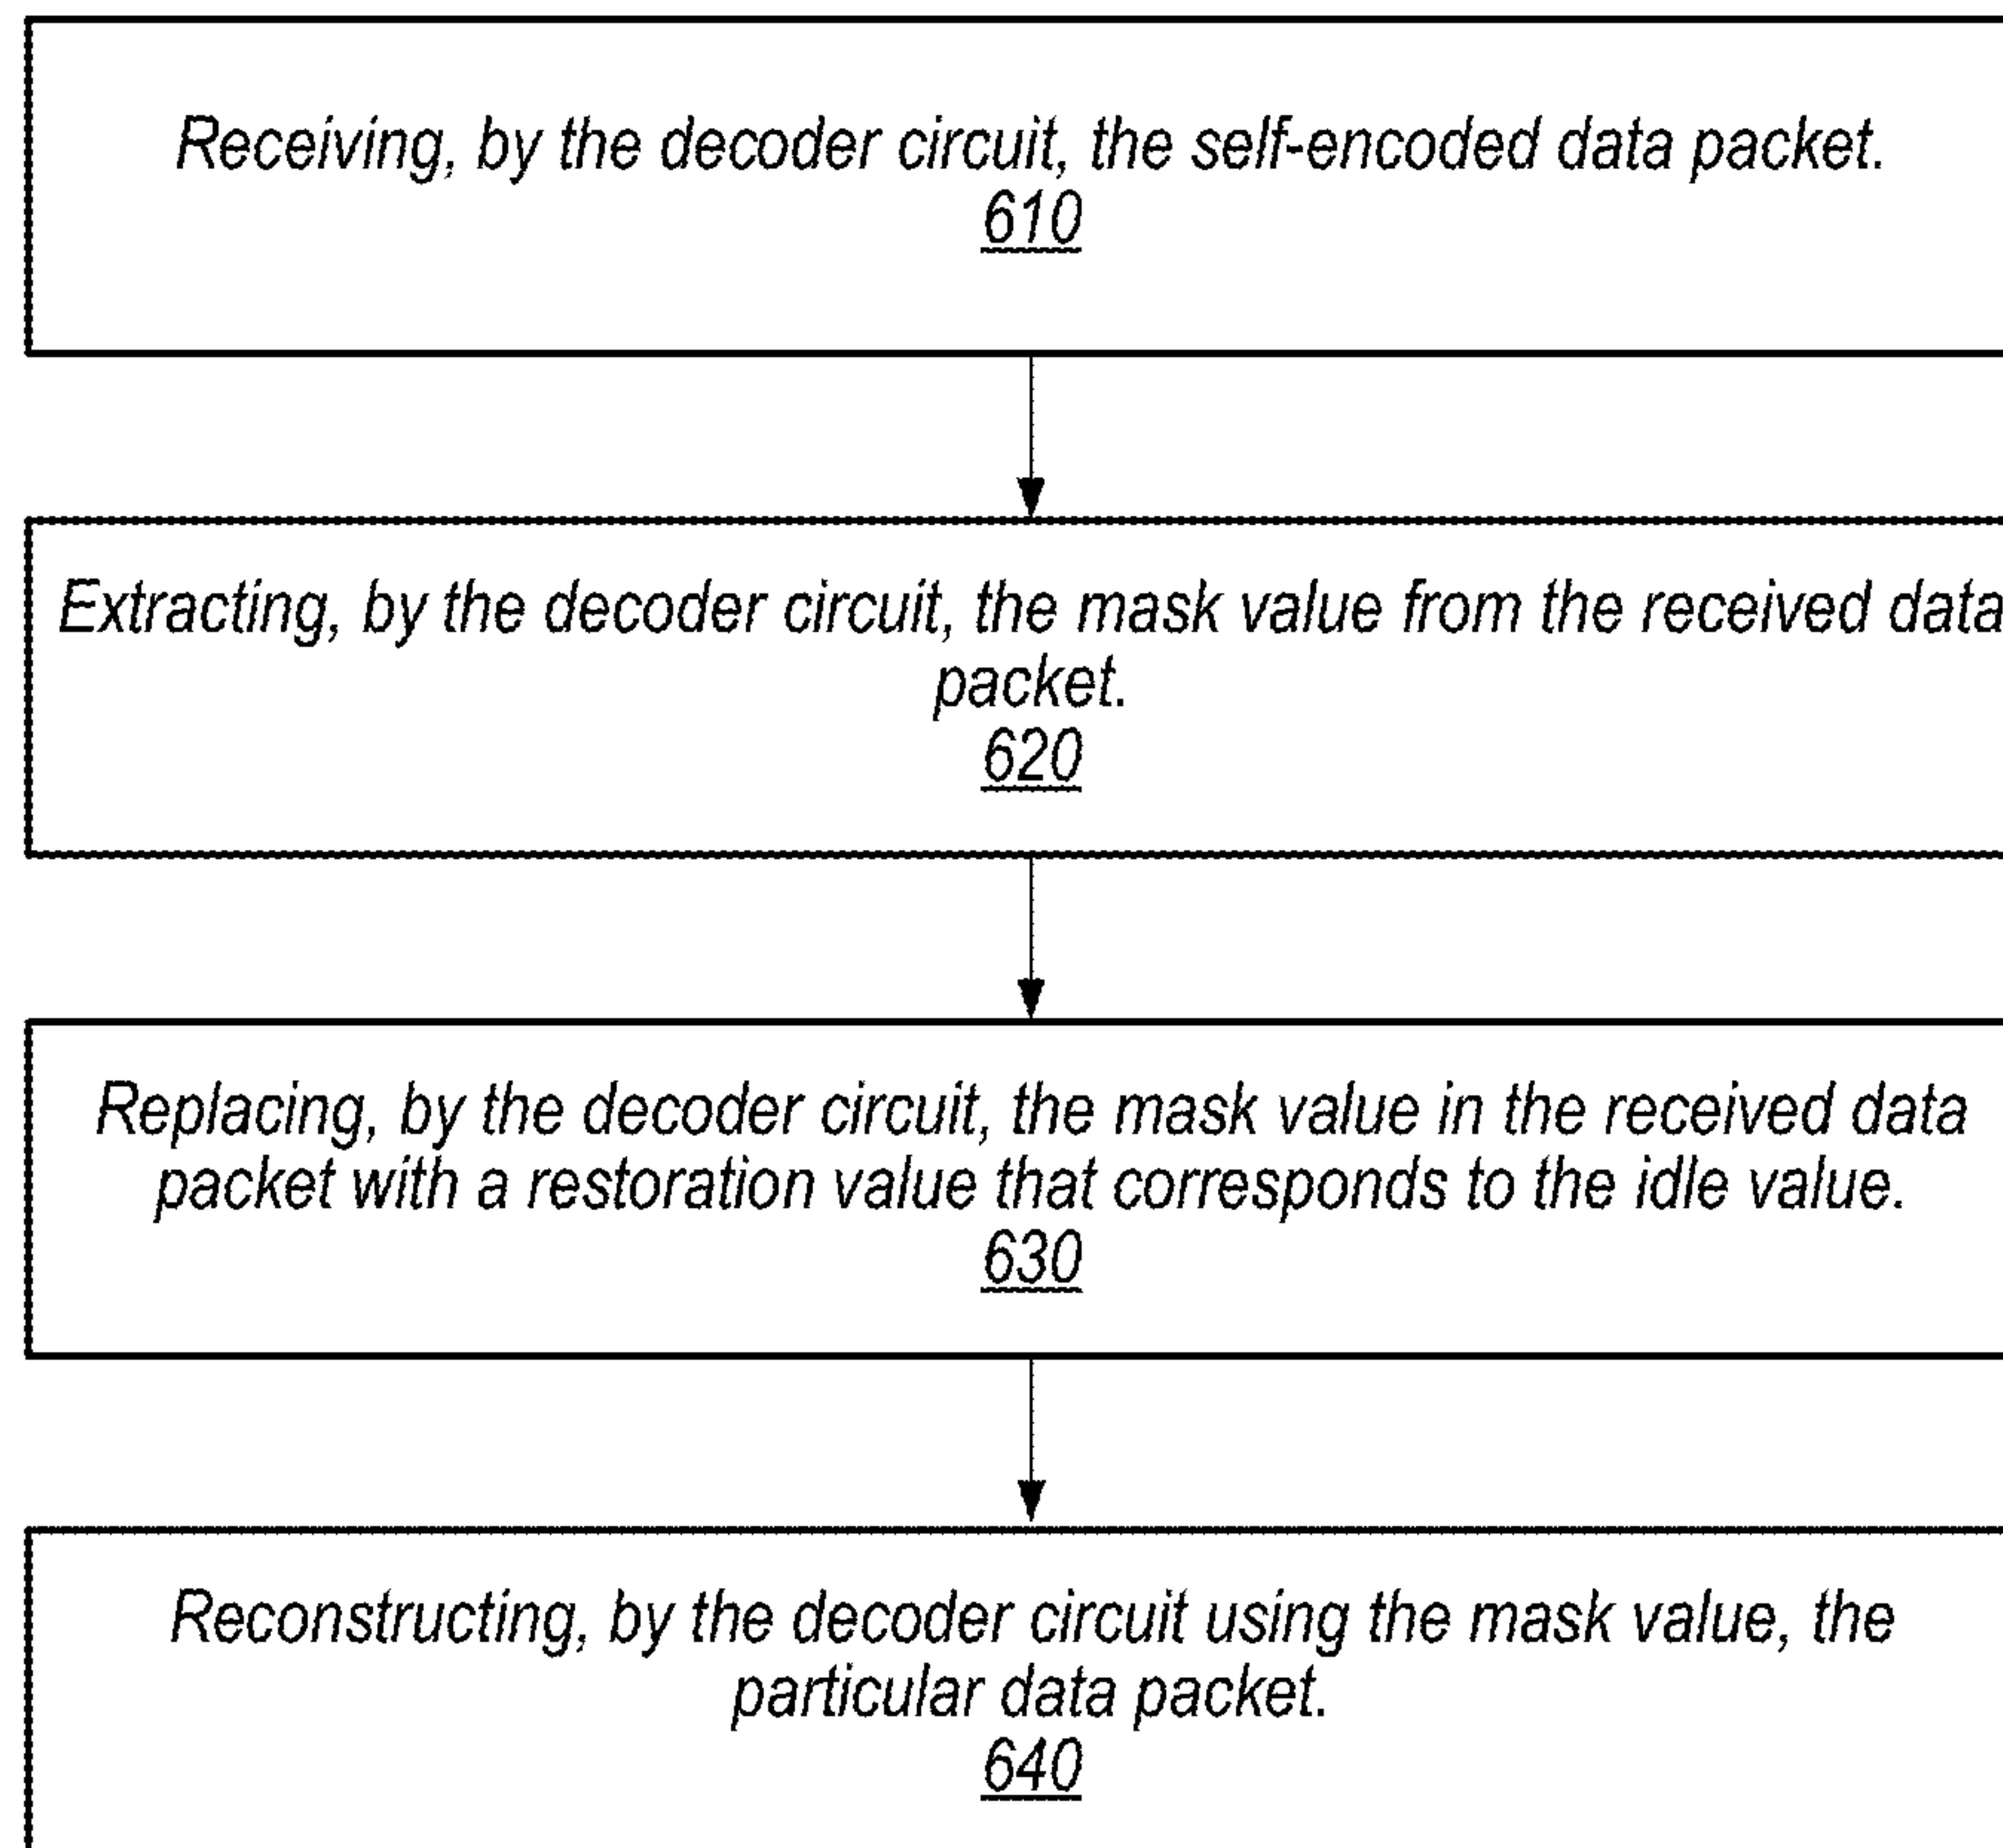 Receiving, by the decoder circuit, the self-encoded data packet.
610
Extracting, by the decoder circuit, the mask value from the received data
packet.
620
Replacing, by the decoder circuit, the mask value in the received data
packet with a restoration value that corresponds to the idle value.
630
Reconstructing, by the decoder circuit using the mask value, the
particular data packet.
640